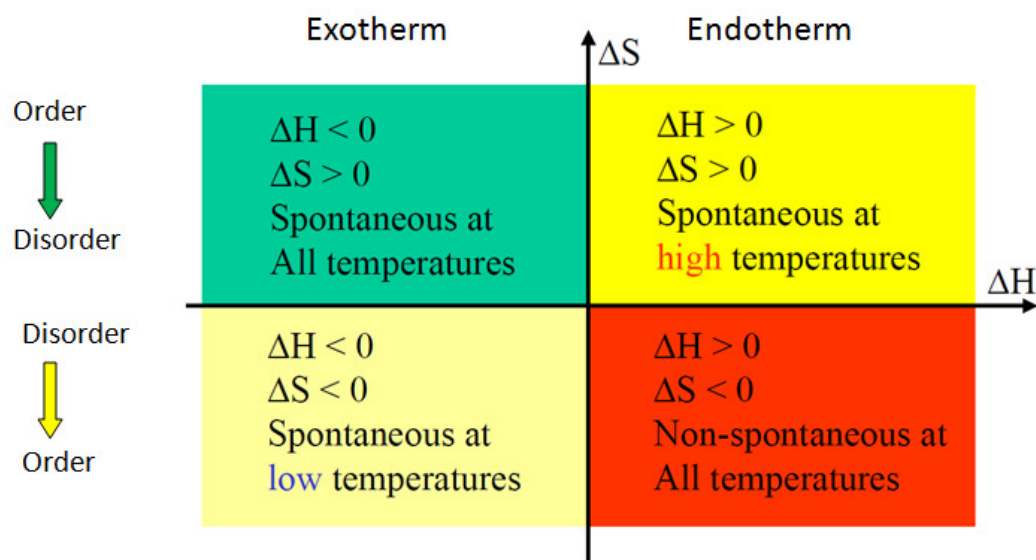 Exotherm
Endotherm
ΔS
Order
Disorder
ΔH < 0
ΔS > 0
Spontaneous at
All temperatures
ΔH > 0
ΔS > 0
Spontaneous at
high temperatures
ΔH
Disorder
Order
ΔH < 0
ΔS < 0
Spontaneous at
low temperatures
ΔH > 0
ΔS < 0
Non-spontaneous at
All temperatures